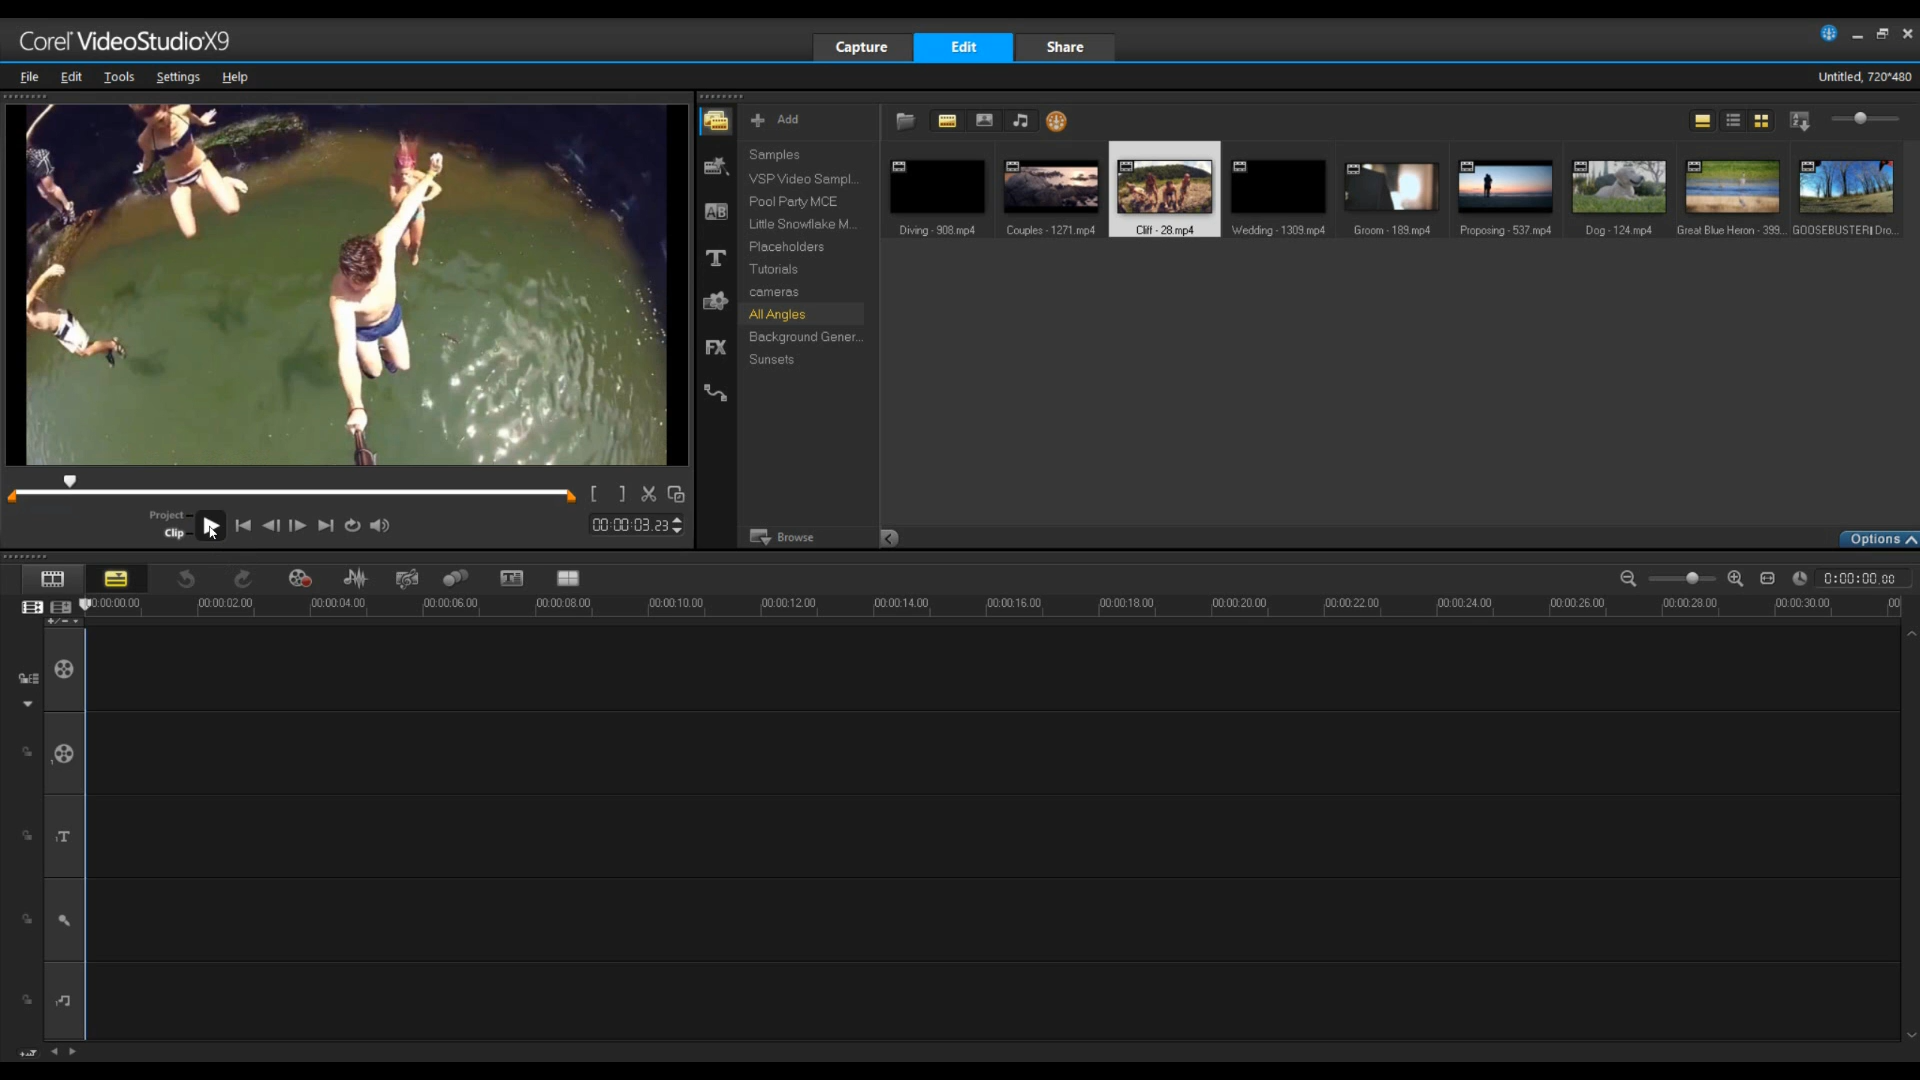 Corel VideoStudio X9
Capture Edit Share
File Edit Tools Settings Help
Untitled, 720*480
Add
Samples
VSP Video Sampl...
Pool Party MCE
Little Snowflake M...
Placeholders
Tutorials
cameras
All Angles
Background Gener...
Sunsets
Browse
AB
T
FX
Diving - 908.mp4
Couples - 1271.mp4
Cliff - 28.mp4
Wedding - 1309.mp4
Groom - 189.mp4
Proposing - 537.mp4
Dog - 124.mp4
Great Blue Heron - 399...
GOOSEBUSTER
Project
Clip
00:00:03.23
Options
0:00:00.00
0:00:00.00 00:00:02.00 00:00:04.00 00:00:06.00 00:00:08.00 00:00:10.00 00:00:12.00 00:00:14.00 00:00:16.00 00:00:18.00 00:00:20.00 00:00:22.00 00:00:24.00 00:00:26.00 00:00:28.00 00:00:30.00 00
1
1T
1